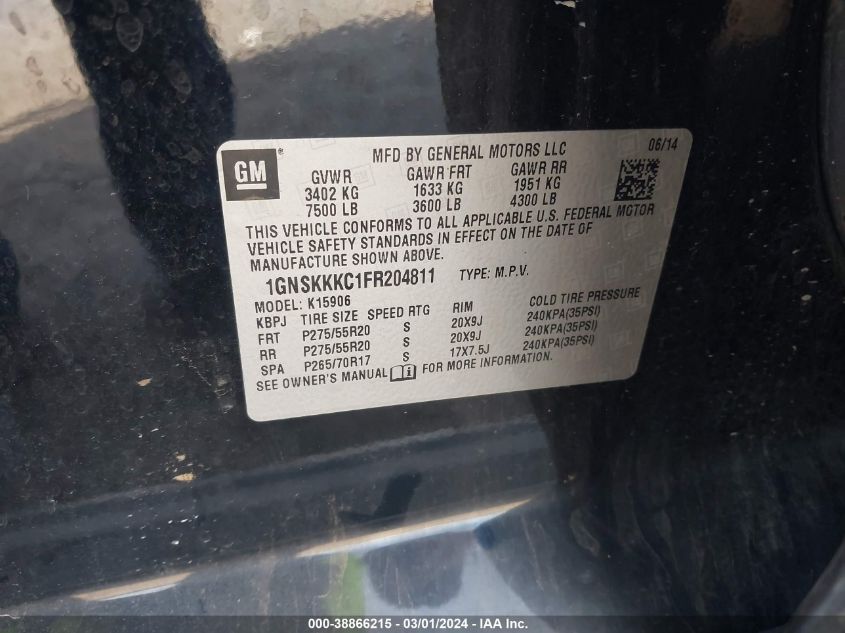 GM
MFD BY GENERAL MOTORS LLC 06/14
GVWR GAWR FRT GAWR RR
3402 KG 1633 KG 1951 KG
7500 LB 3600 LB 4300 LB
THIS VEHICLE CONFORMS TO ALL APPLICABLE U.S. FEDERAL MOTOR
VEHICLE SAFETY STANDARDS IN EFFECT ON THE DATE OF
MANUFACTURE SHOWN ABOVE.
1GNSKKKC1FR204811 TYPE: M.P.V.
MODEL: K15906
KBPJ TIRE SIZE SPEED RTG RIM COLD TIRE PRESSURE
FRT P275/55R20 S 20X9J 240KPA(35PSI)
RR P275/55R20 S 20X9J 240KPA(35PSI)
SPA P265/70R17 S 17X7.5J 240KPA(35PSI)
SEE OWNER'S MANUAL i FOR MORE INFORMATION.
000-38866215 - 03/01/2024 - IAA Inc.